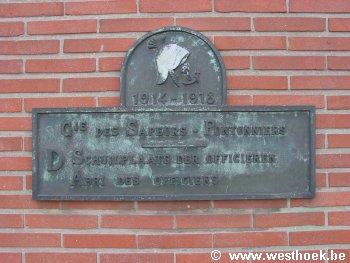 1914-1918
Cie DES SAPEURS - PONTONNIERS
D SCHUILPLAATS DER OFFICIEREN
ABRI DES OFFICIERS
© www.westhoek.be